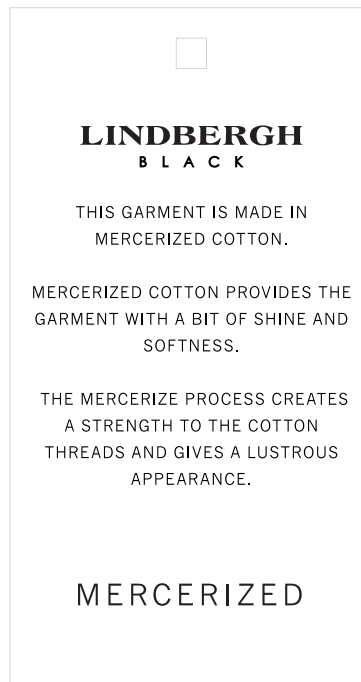 LINDBERGH
BLACK
THIS GARMENT IS MADE IN
MERCERIZED COTTON.
MERCERIZED COTTON PROVIDES THE
GARMENT WITH A BIT OF SHINE AND
SOFTNESS.
THE MERCERIZE PROCESS CREATES
A STRENGTH TO THE COTTON
THREADS AND GIVES A LUSTROUS
APPEARANCE.
MERCERIZED